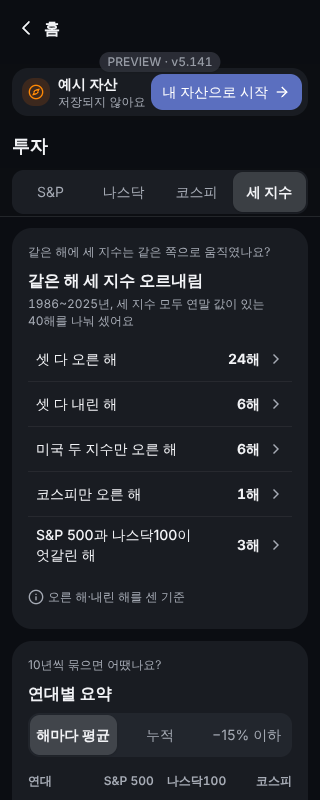 홈
PREVIEW · v5.141
예시 자산
저장되지 않아요
내 자산으로 시작 →
투자
S&P 나스닥 코스피 세 지수
같은 해에 세 지수는 같은 쪽으로 움직였나요?
같은 해 세 지수 오르내림
1986~2025년, 세 지수 모두 연말 값이 있는
40해를 나눠 셌어요
셋 다 오른 해 24해
셋 다 내린 해 6해
미국 두 지수만 오른 해 6해
코스피만 오른 해 1해
S&P 500과 나스닥100이
엇갈린 해 3해
오른 해·내린 해를 센 기준
10년씩 묶으면 어땠나요?
연대별 요약
해마다 평균 누적 −15% 이하
연대 S&P 500 나스닥100 코스피